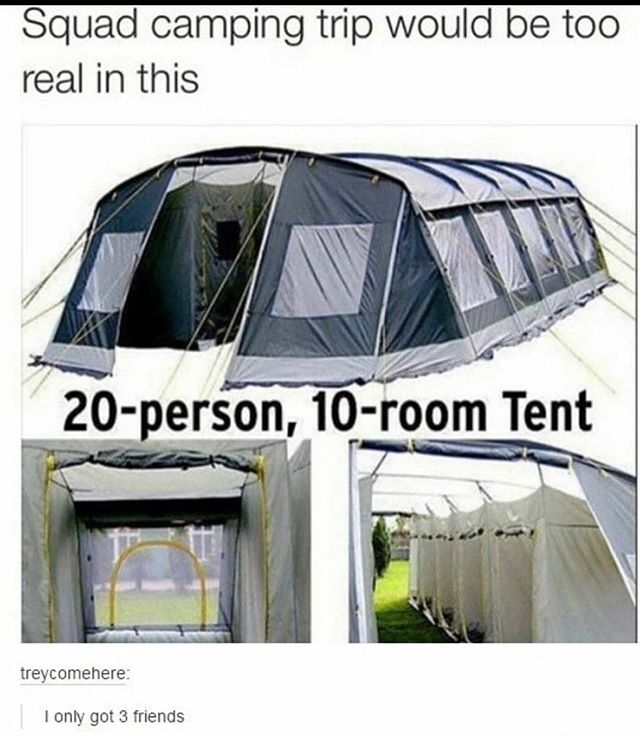 Squad camping trip would be too
real in this
20-person, 10-room Tent
treycomehere:
I only got 3 friends